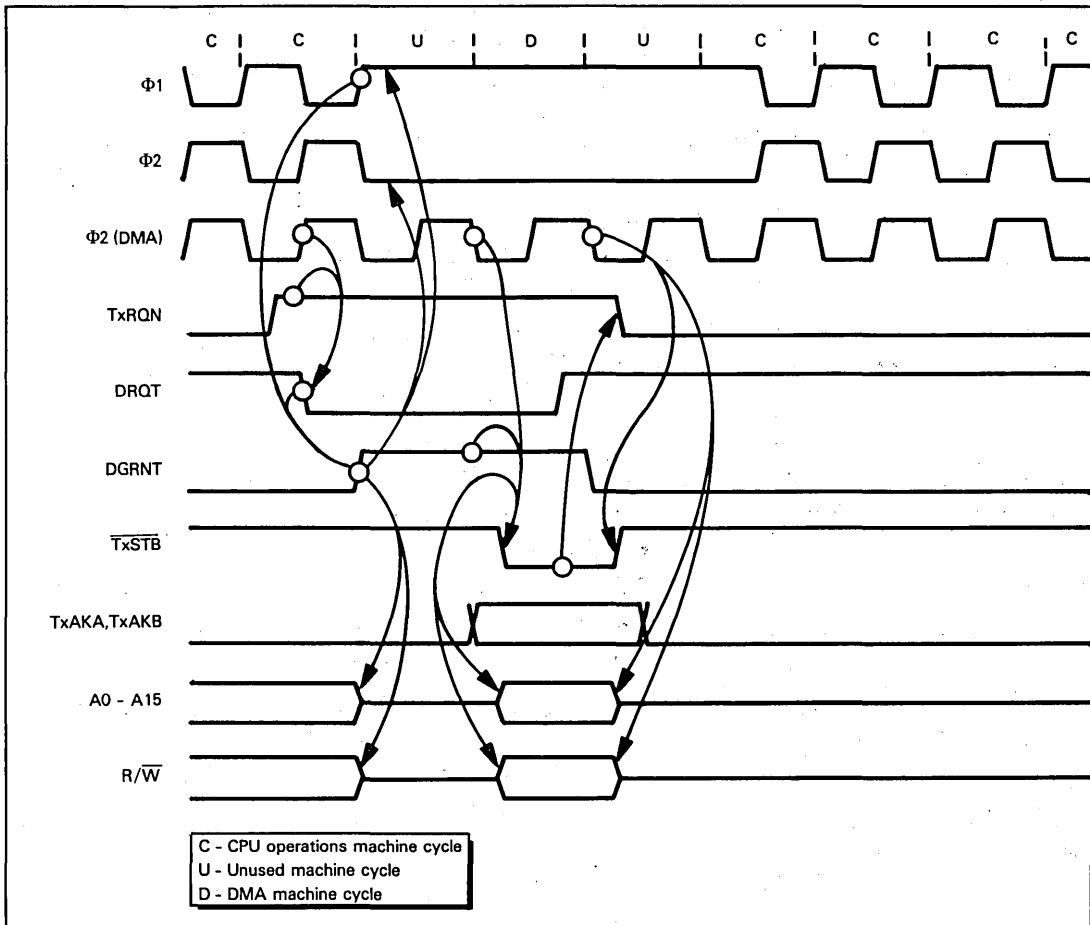 C C U D U C C C C
Φ1
Φ2
Φ2 (DMA)
TxRQN
DRQT
DGRNT
TxSTB
TxAKA,TxAKB
A0 - A15
R/W
C - CPU operations machine cycle
U - Unused machine cycle
D - DMA machine cycle